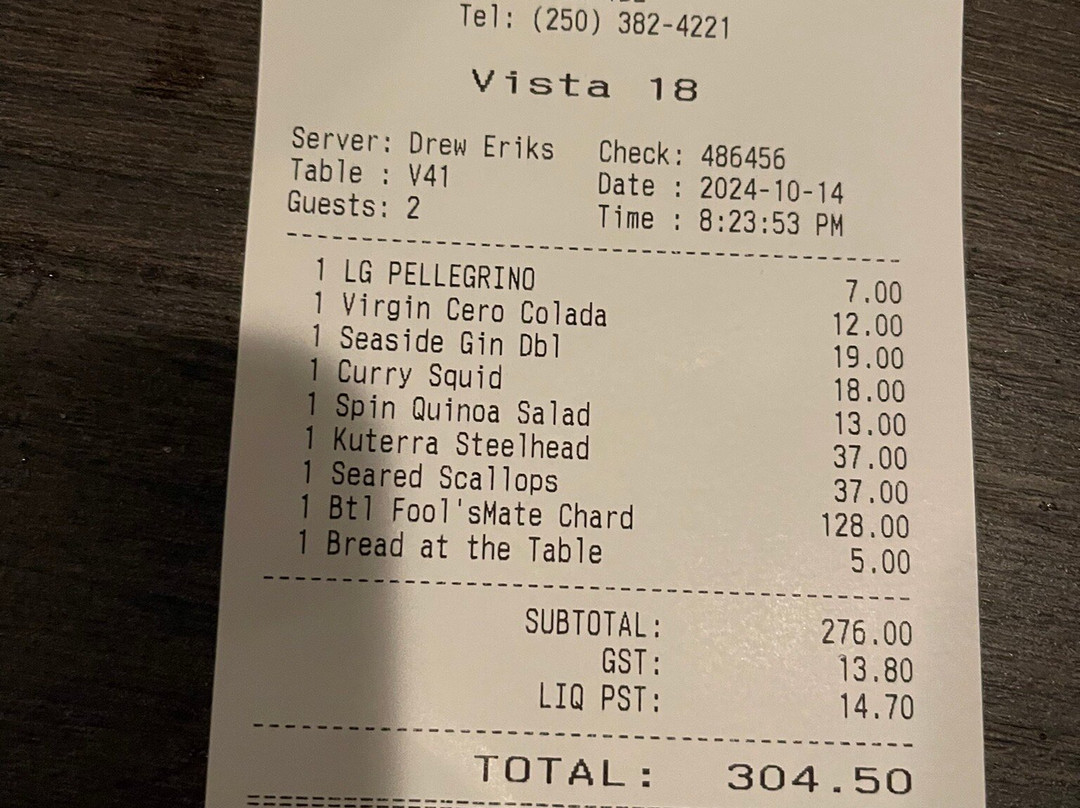 Tel: (250) 382-4221
Vista 18
Server: Drew Eriks Check: 486456
Table : V41 Date : 2024-10-14
Guests: 2 Time : 8:23:53 PM
1 LG PELLEGRINO 7.00
1 Virgin Cero Colada 12.00
1 Seaside Gin Dbl 19.00
1 Curry Squid 18.00
1 Spin Quinoa Salad 13.00
1 Kuterra Steelhead 37.00
1 Seared Scallops 37.00
1 Btl Fool'sMate Chard 128.00
1 Bread at the Table 5.00
SUBTOTAL: 276.00
GST: 13.80
LIQ PST: 14.70
TOTAL: 304.50